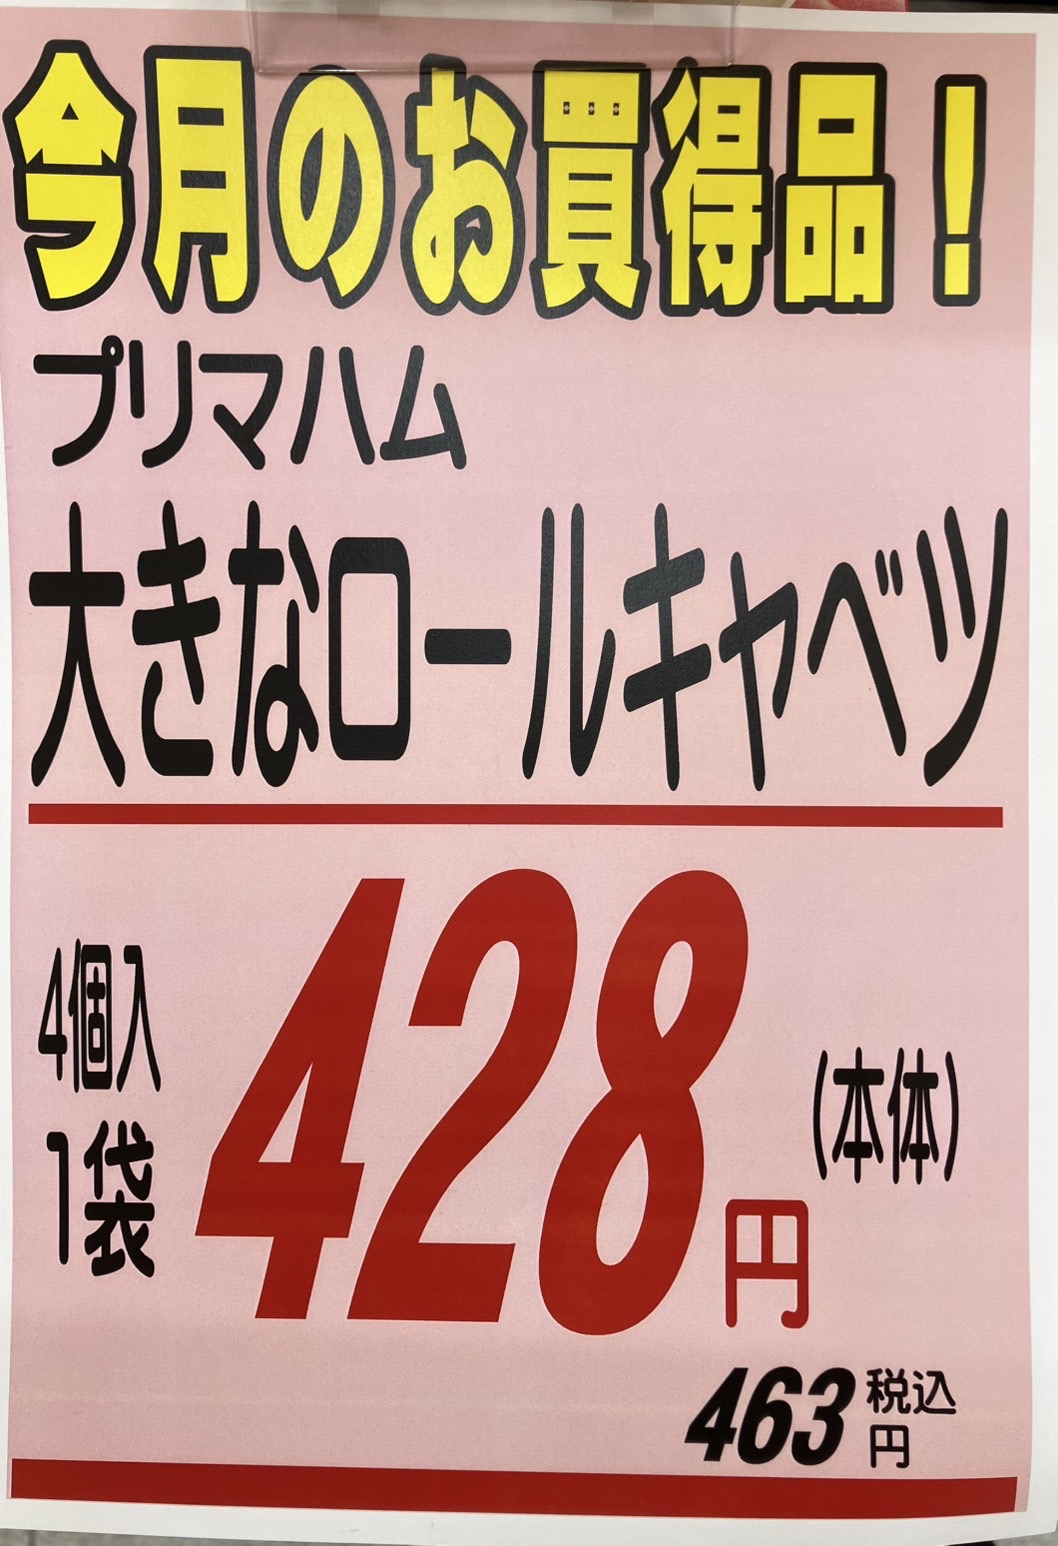 今月のお買得品！
プリマハム
大きなロールキャベツ
4個入
1袋
428円
(本体)
463円
税込